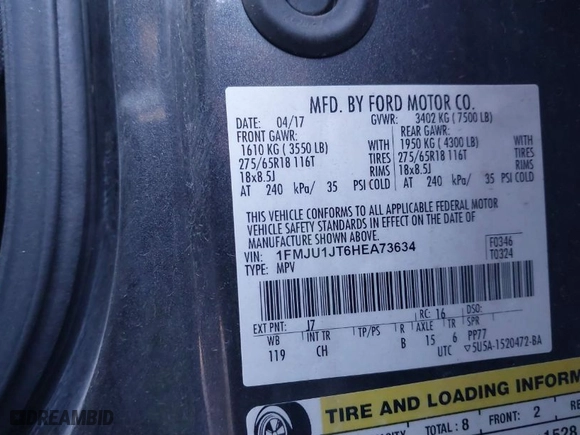 MFD. BY FORD MOTOR CO.
DATE: 04/17 GVWR: 3402 KG ( 7500 LB)
FRONT GAWR: REAR GAWR:
1610 KG ( 3550 LB) WITH 1950 KG ( 4300 LB) WITH
275/65R18 116T TIRES 275/65R18 116T TIRES
18x8.5J RIMS 18x8.5J RIMS
AT 240 kPa/ 35 PSI COLD AT 240 kPa/ 35 PSI COLD
THIS VEHICLE CONFORMS TO ALL APPLICABLE FEDERAL MOTOR
VEHICLE SAFETY STANDARDS IN EFFECT ON THE DATE OF
MANUFACTURE SHOWN ABOVE.
VIN: 1FMJU1JT6HEA73634 F0346
TYPE: MPV T0324
EXT PNT: J7 RC: 16 DSO:
WB INT TR TP/PS R AXLE TR SPR
119 CH B 15 6 PP77
UTC 5U5A-1520472-BA
TIRE AND LOADING INFORM
TOTAL : 8 FRONT: 2
1528
DREAMBID